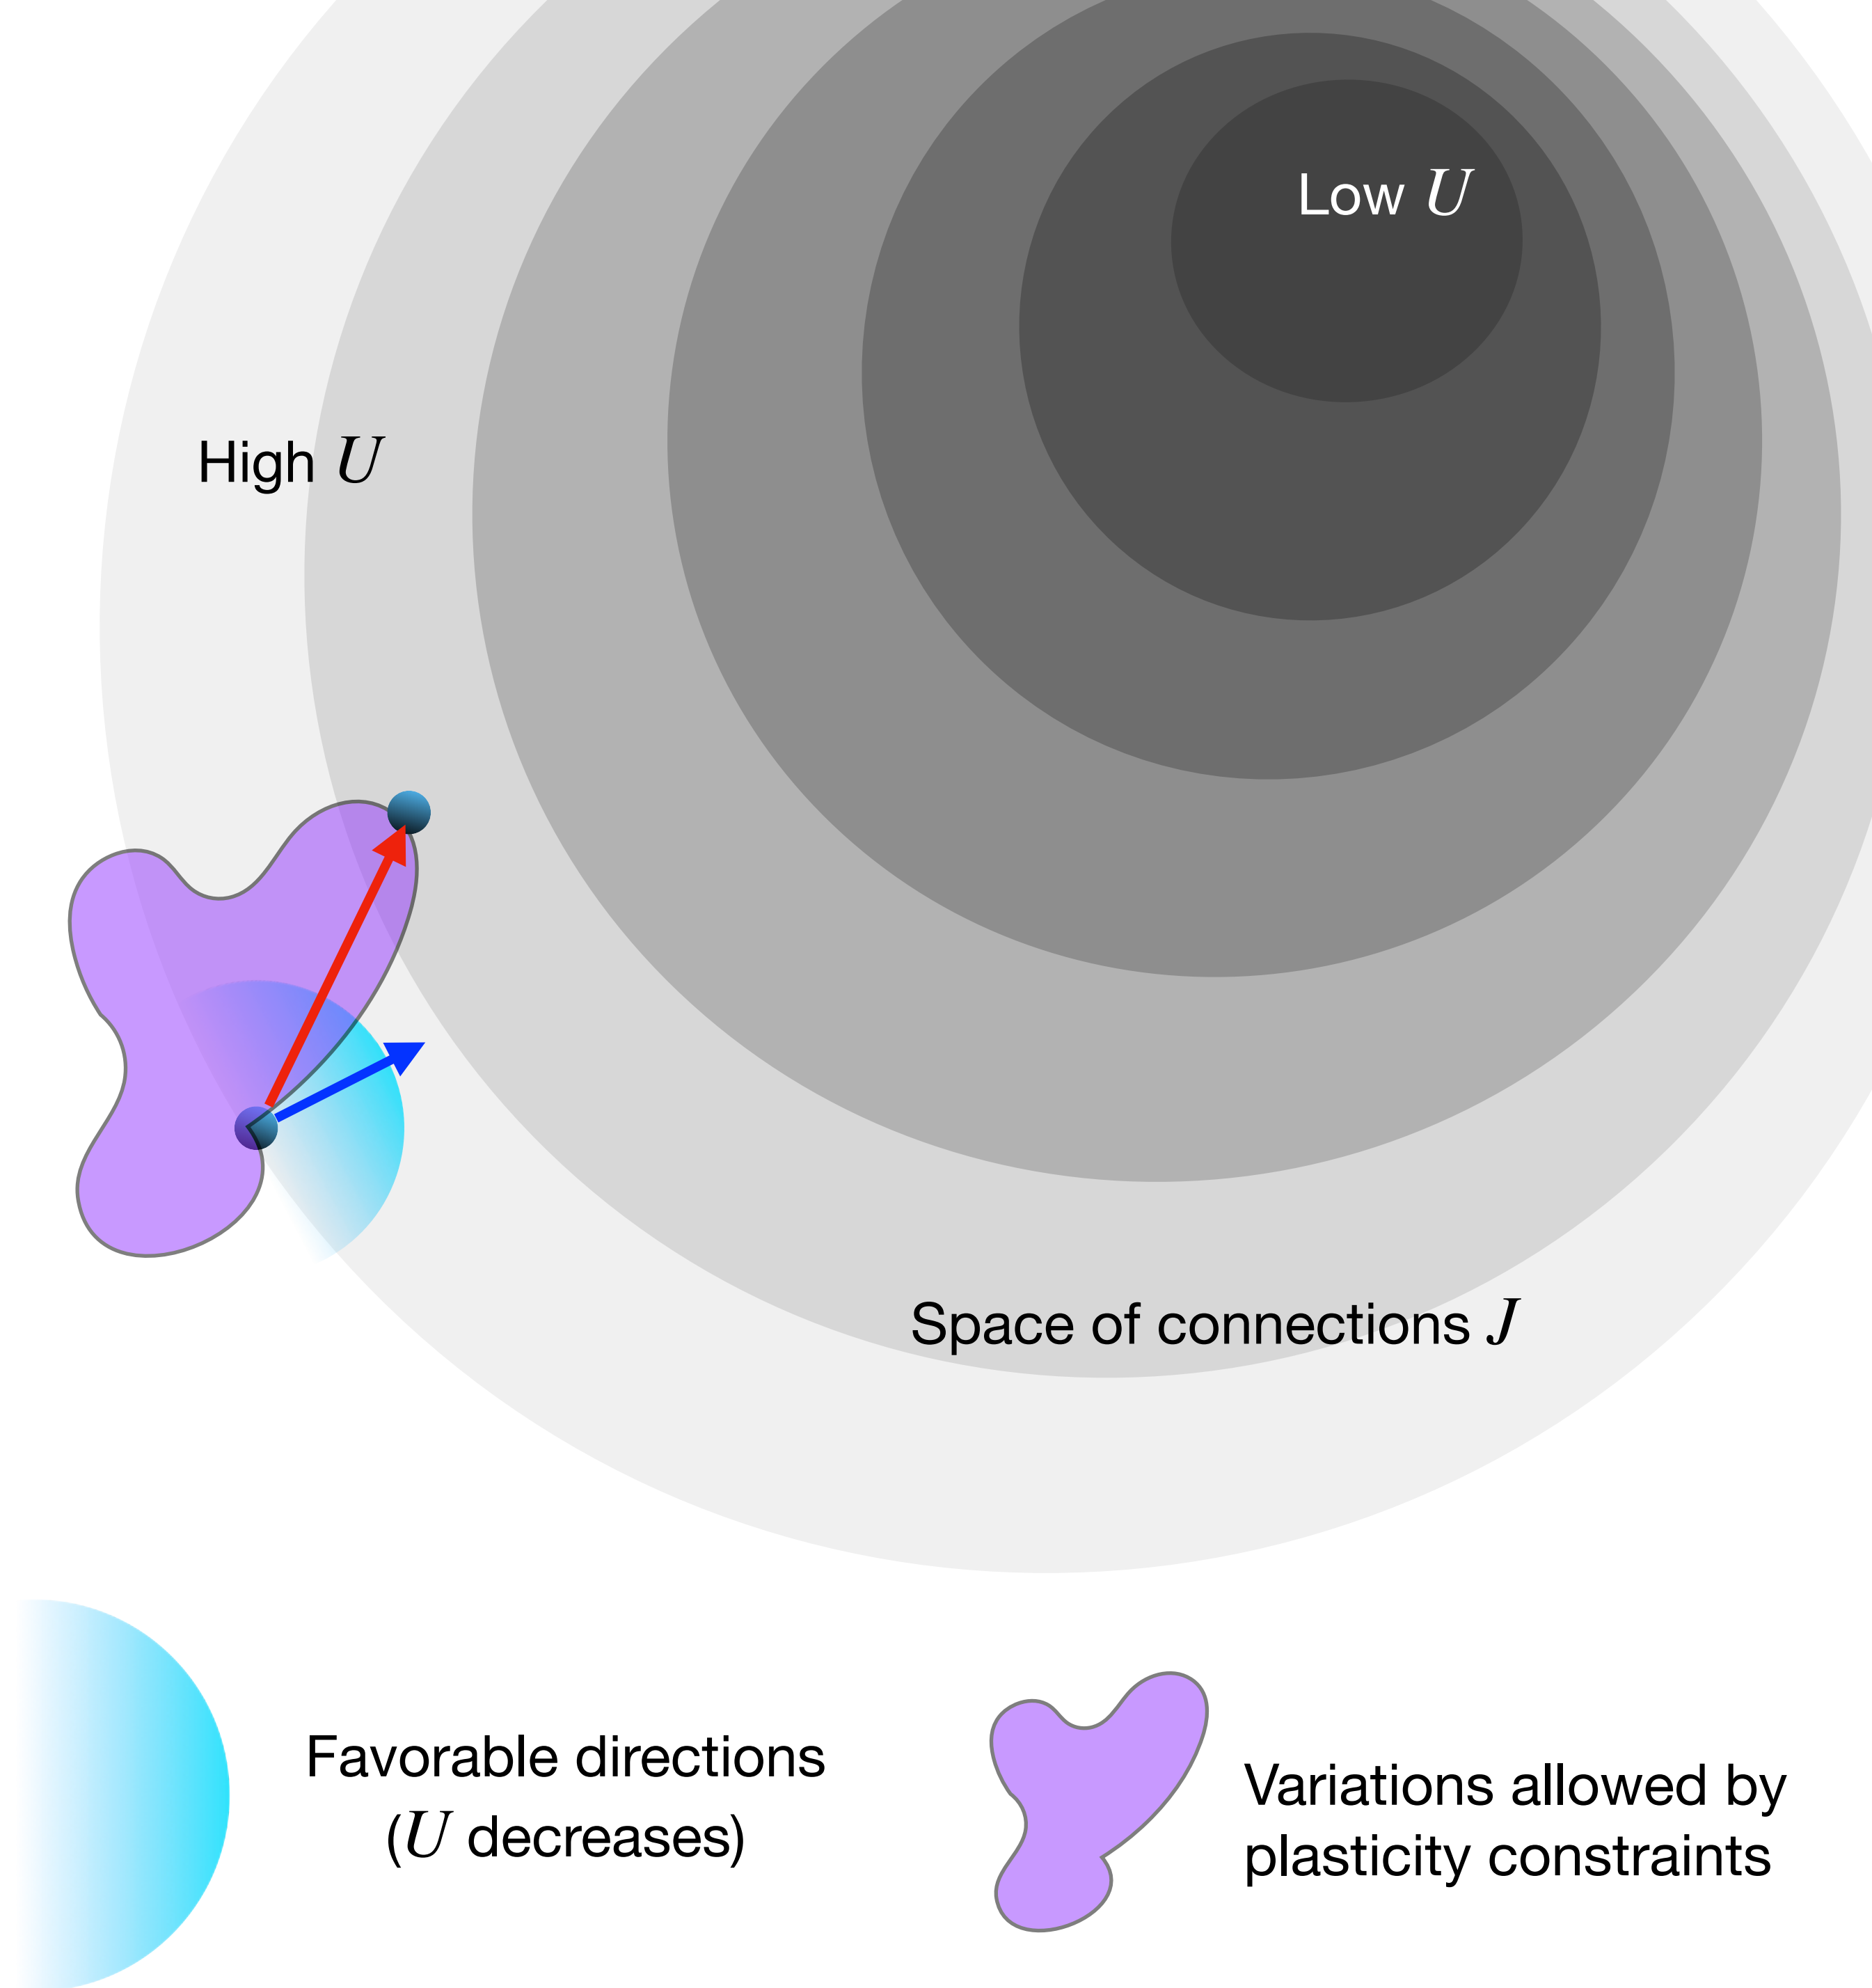 Low U
High U
Space of connections J
Favorable directions
(U decreases)
Variations allowed by
plasticity constraints